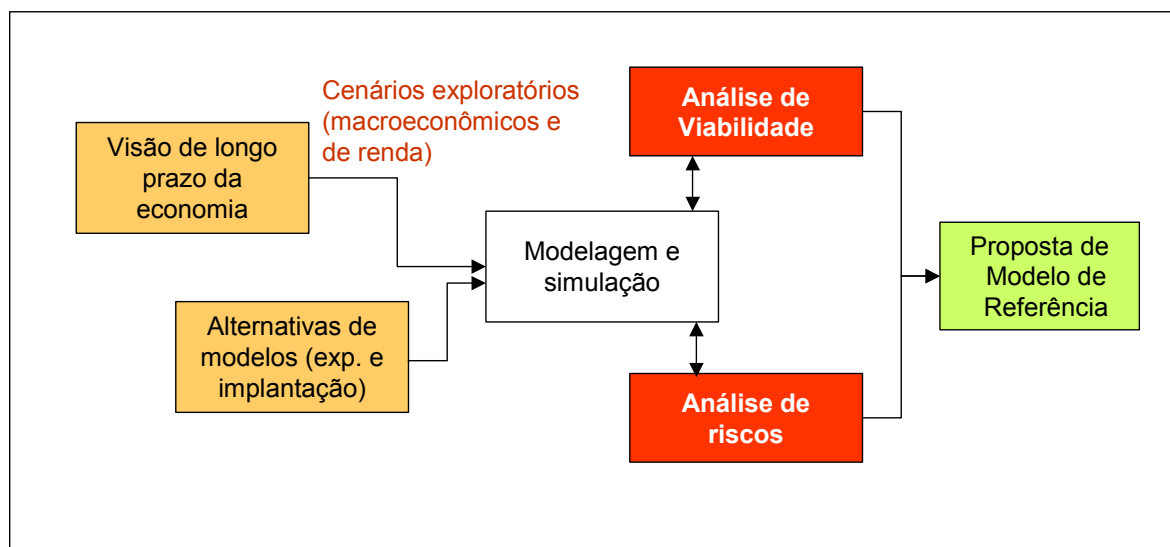 Cenários exploratórios
(macroeconômicos e
de renda)
Visão de longo
prazo da
economia
Alternativas de
modelos (exp. e
implantação)
Modelagem e
simulação
Análise de
Viabilidade
Análise de
riscos
Proposta de
Modelo de
Referência